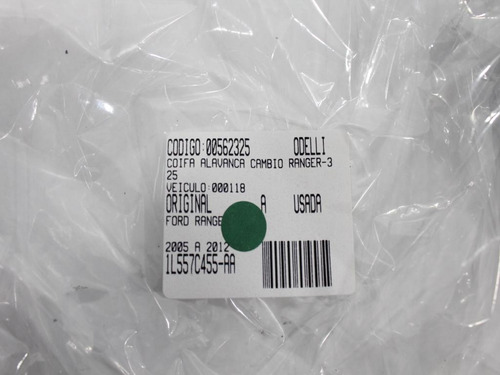 CODIGO:00562325 ODELLI
COIFA ALAVANCA CAMBIO RANGER-3
25
VEICULO:000118
ORIGINAL A USADA
FORD RANGE
2005 A 2012
1L557C455-AA